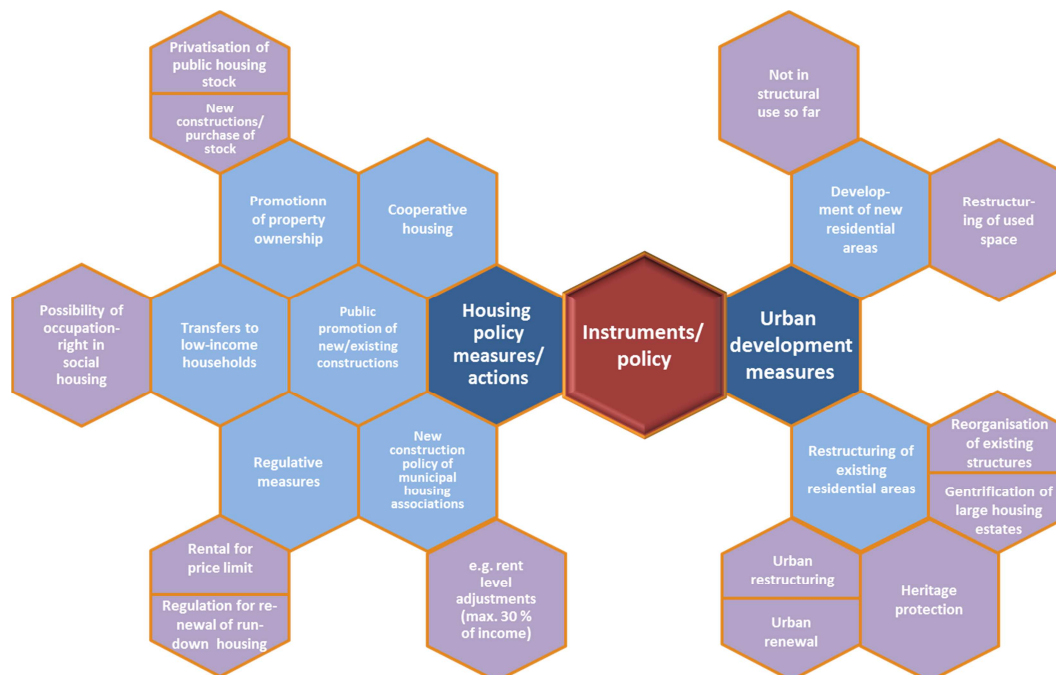 Privatisation of
public housing
stock
New
constructions/
purchase of
stock
Not in
structural
use so far
Promotionn
of property
ownership
Cooperative
housing
Develop-
ment of new
residential
areas
Restructur-
ing of used
space
Possibility of
occupation-
right in
social
housing
Transfers to
low-income
households
Public
promotion of
new/existing
constructions
Housing
policy
measures/
actions
Instruments/
policy
Urban
development
measures
Regulative
measures
New
construction
policy of
municipal
housing
associations
Restructuring of
existing
residential areas
Reorganisation
of existing
structures
Gentrification of
large housing
estates
Rental for
price limit
Regulation for re-
newal of run-
down housing
e.g. rent
level
adjustments
(max. 30 %
of income)
Urban
restructuring
Urban
renewal
Heritage
protection